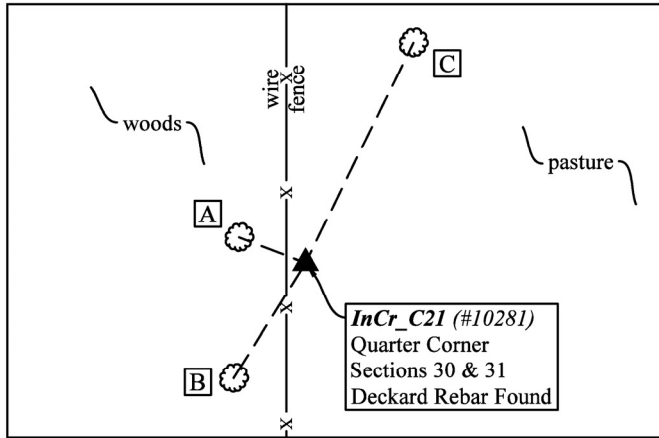 C
wire
fence
woods
pasture
A
InCr_C21 (#10281)
Quarter Corner
Sections 30 & 31
Deckard Rebar Found
B
x
x
x
x